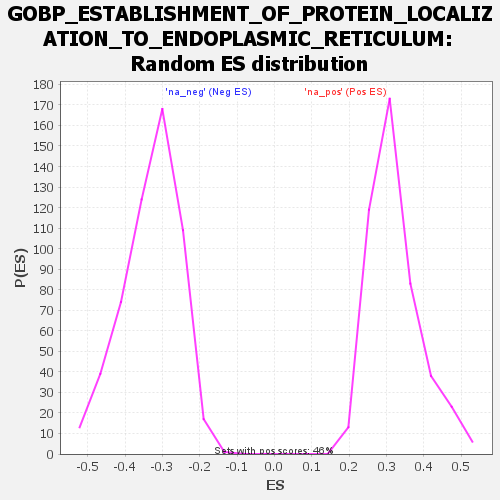 GOBP_ESTABLISHMENT_OF_PROTEIN_LOCALIZ
ATION_TO_ENDOPLASMIC_RETICULUM:
Random ES distribution
'na_neg' (Neg ES)
'na_pos' (Pos ES)
180
170
160
150
140
130
120
110
100
90
80
70
60
50
40
30
20
10
0
P(ES)
Sets with pos scores: 46%
-0.5 -0.4 -0.3 -0.2 -0.1 0.0 0.1 0.2 0.3 0.4 0.5
ES